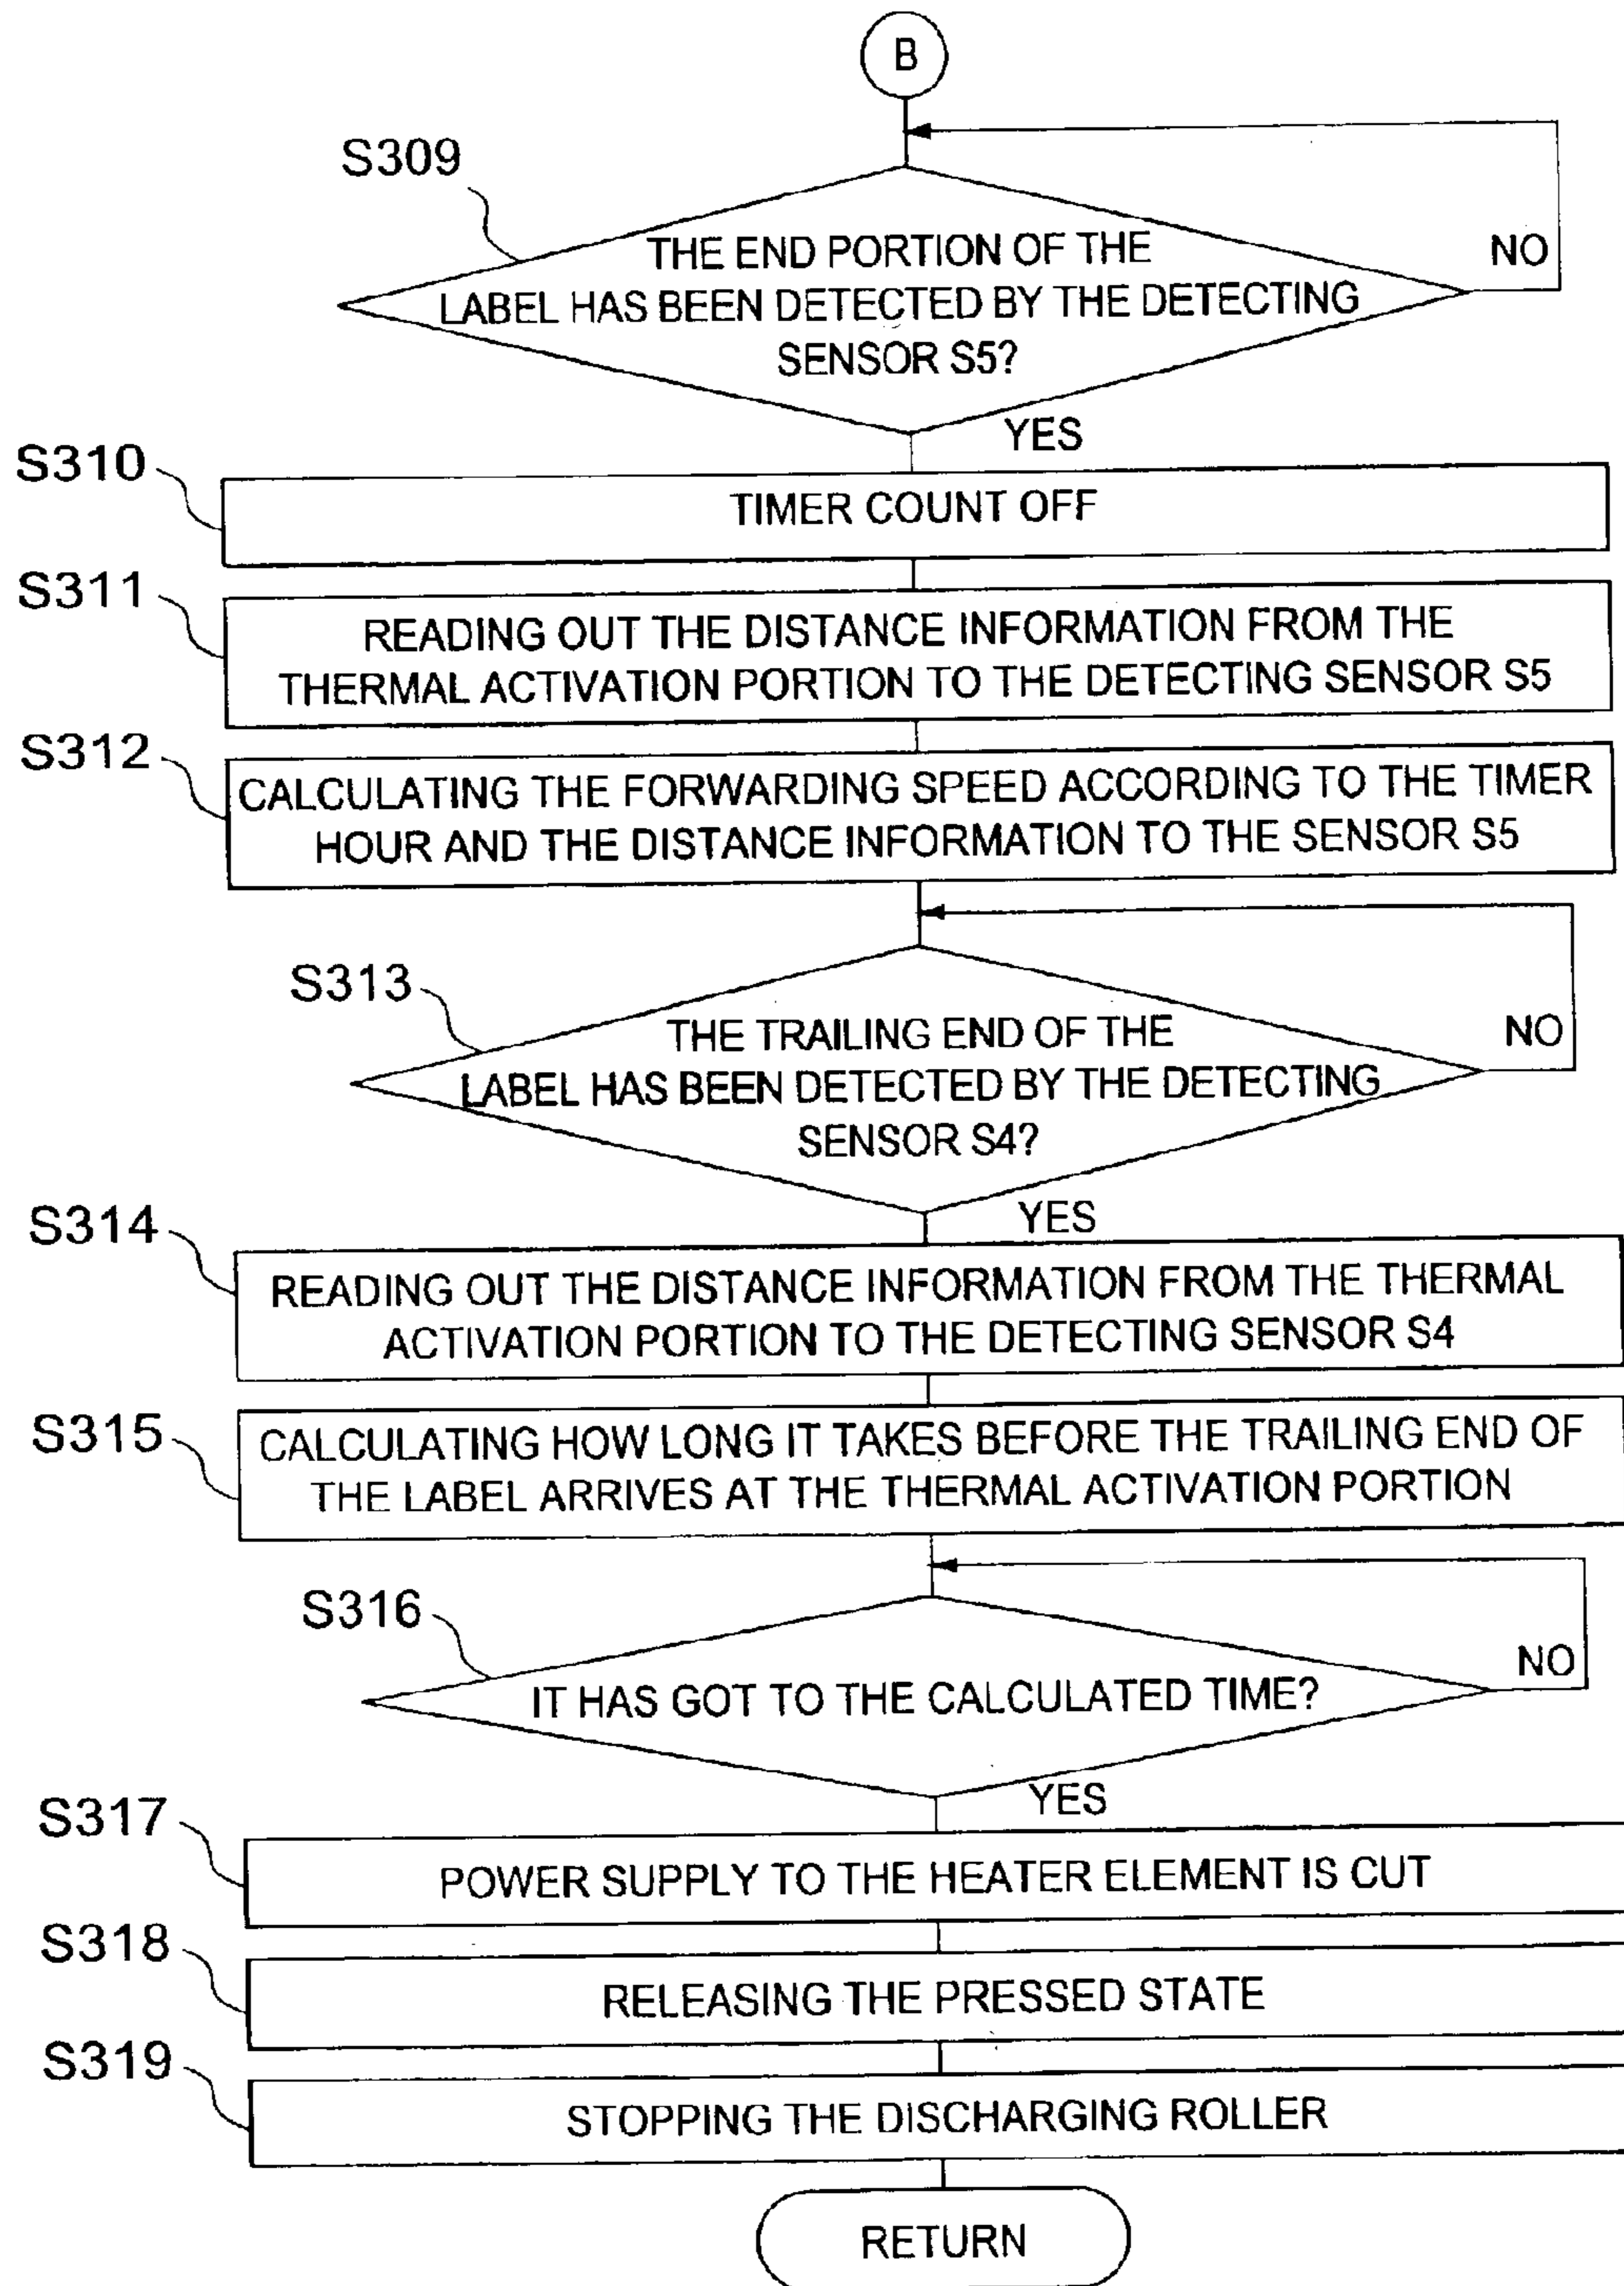 B
S309
THE END PORTION OF THE
LABEL HAS BEEN DETECTED BY THE DETECTING
SENSOR S5?
NO
YES
S310
TIMER COUNT OFF
S311
READING OUT THE DISTANCE INFORMATION FROM THE
THERMAL ACTIVATION PORTION TO THE DETECTING SENSOR S5
S312
CALCULATING THE FORWARDING SPEED ACCORDING TO THE TIMER
HOUR AND THE DISTANCE INFORMATION TO THE SENSOR S5
S313
THE TRAILING END OF THE
LABEL HAS BEEN DETECTED BY THE DETECTING
SENSOR S4?
NO
YES
S314
READING OUT THE DISTANCE INFORMATION FROM THE THERMAL
ACTIVATION PORTION TO THE DETECTING SENSOR S4
S315
CALCULATING HOW LONG IT TAKES BEFORE THE TRAILING END OF
THE LABEL ARRIVES AT THE THERMAL ACTIVATION PORTION
S316
IT HAS GOT TO THE CALCULATED TIME?
NO
YES
S317
POWER SUPPLY TO THE HEATER ELEMENT IS CUT
S318
RELEASING THE PRESSED STATE
S319
STOPPING THE DISCHARGING ROLLER
RETURN